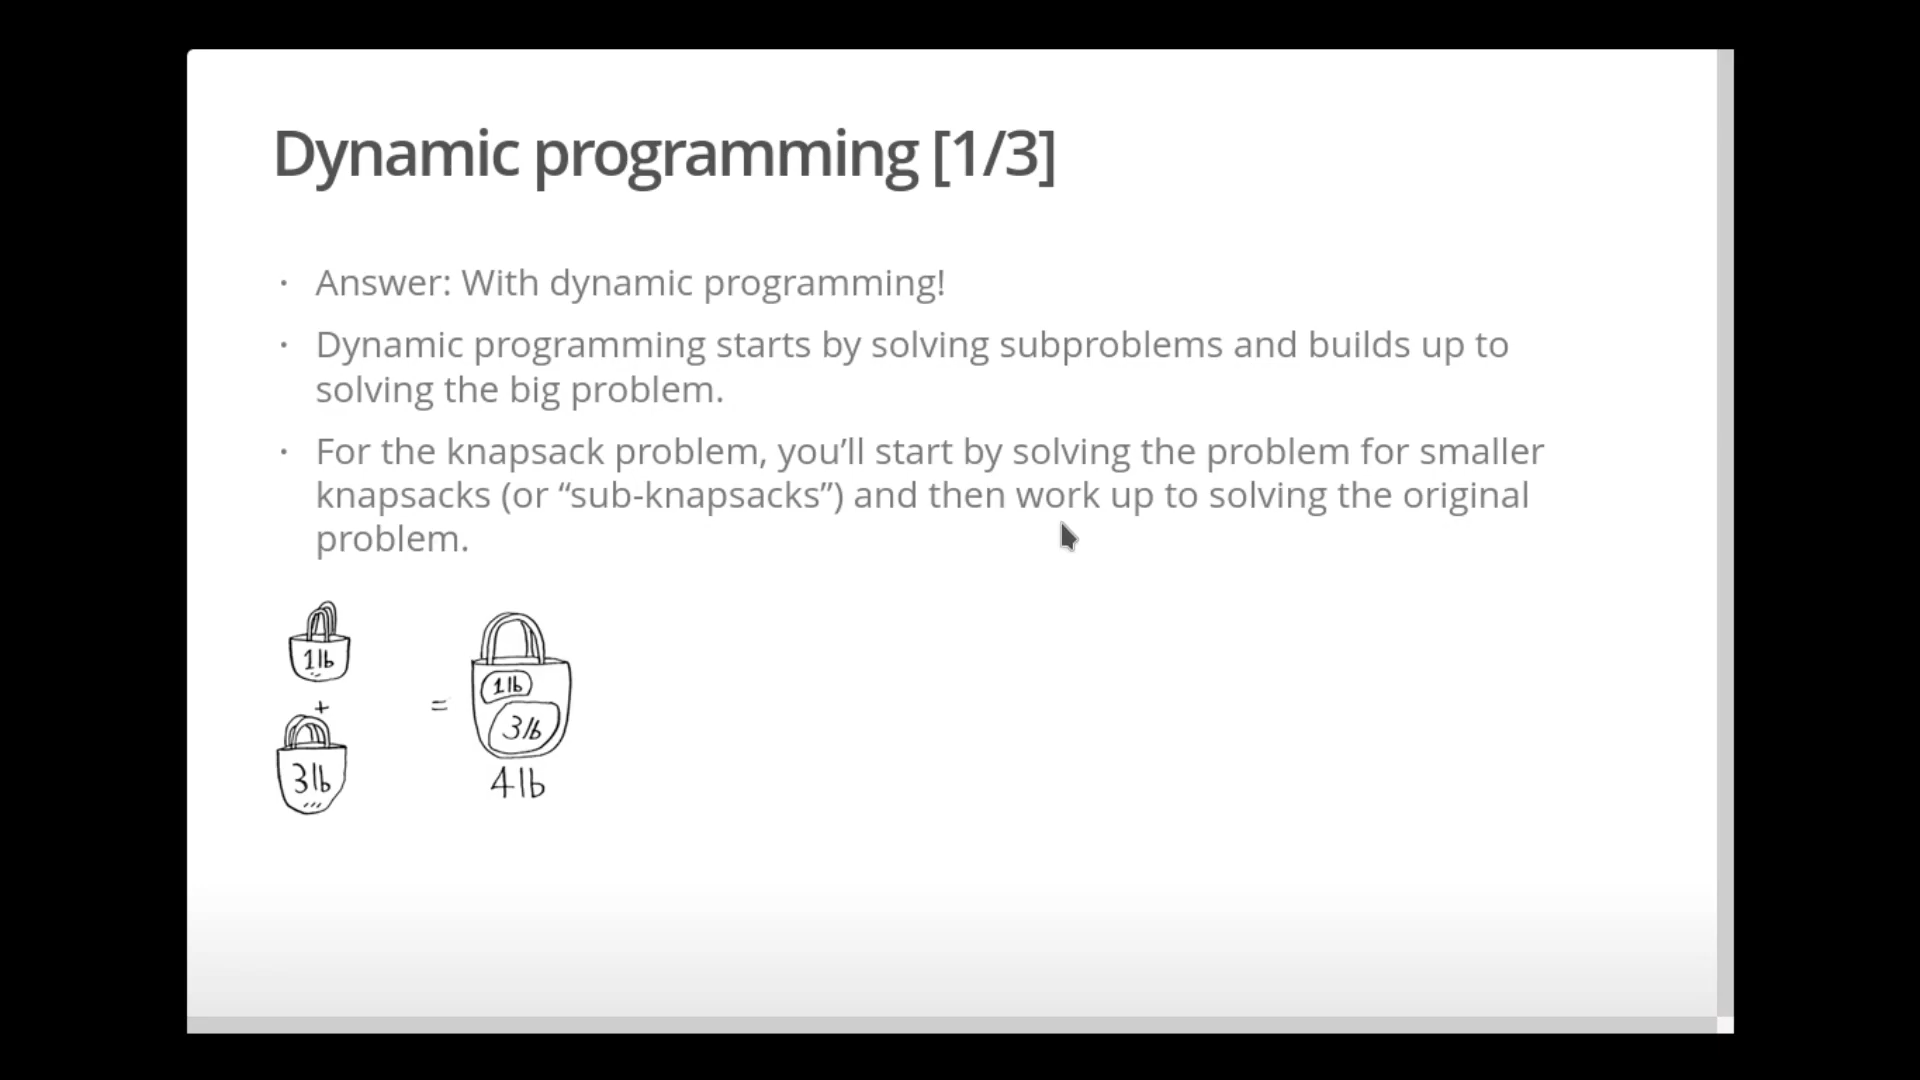 Dynamic programming [1/3]
· Answer: With dynamic programming!
· Dynamic programming starts by solving subproblems and builds up to
solving the big problem.
· For the knapsack problem, you’ll start by solving the problem for smaller
knapsacks (or “sub-knapsacks”) and then work up to solving the original
problem.
1lb
+
3lb
=
1lb
3lb
4lb